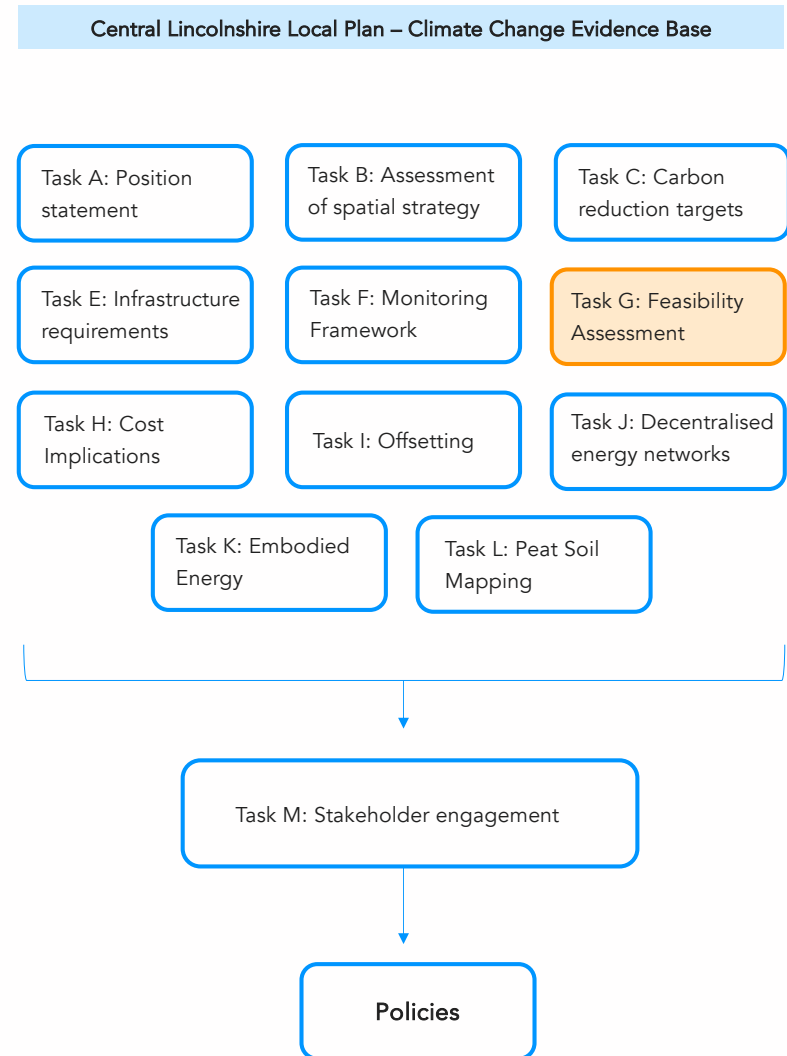 Central Lincolnshire Local Plan – Climate Change Evidence Base
Task A: Position
statement
Task B: Assessment
of spatial strategy
Task C: Carbon
reduction targets
Task E: Infrastructure
requirements
Task F: Monitoring
Framework
Task G: Feasibility
Assessment
Task H: Cost
Implications
Task I: Offsetting
Task J: Decentralised
energy networks
Task K: Embodied
Energy
Task L: Peat Soil
Mapping
Task M: Stakeholder engagement
Policies